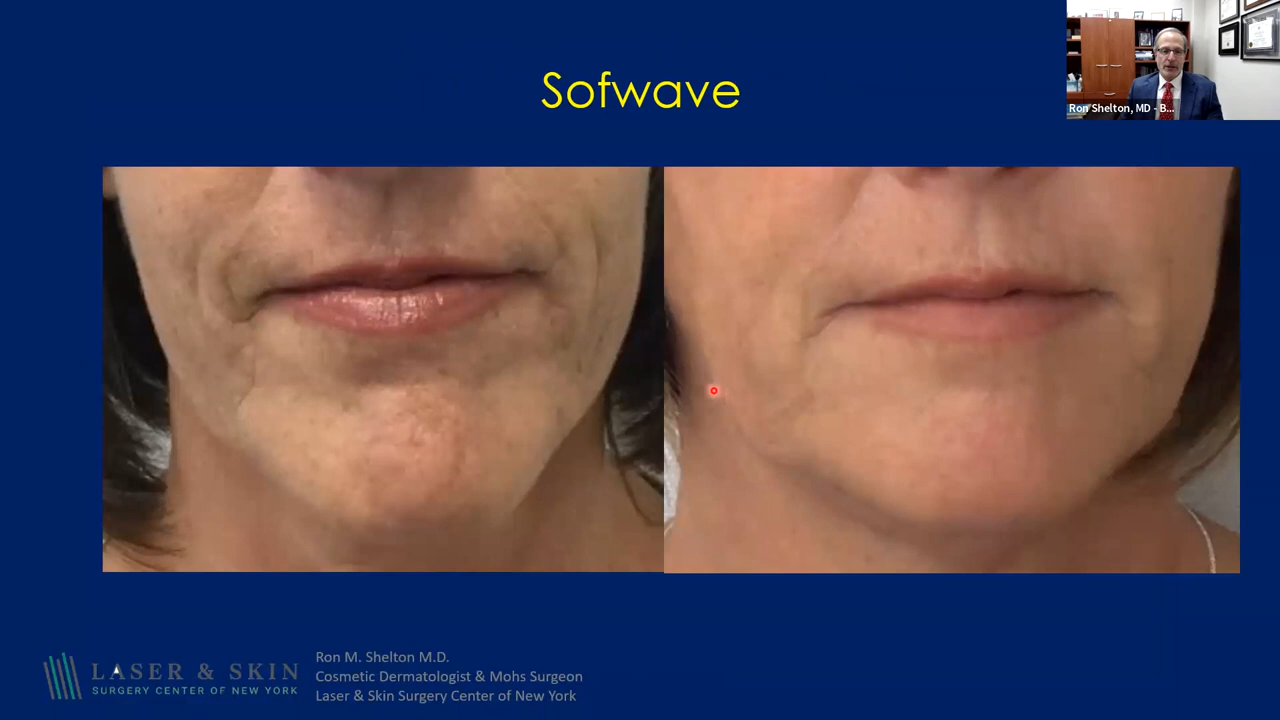 Sofwave
Ron Shelton, MD - B...
LASER & SKIN
SURGERY CENTER OF NEW YORK
Ron M. Shelton M.D.
Cosmetic Dermatologist & Mohs Surgeon
Laser & Skin Surgery Center of New York